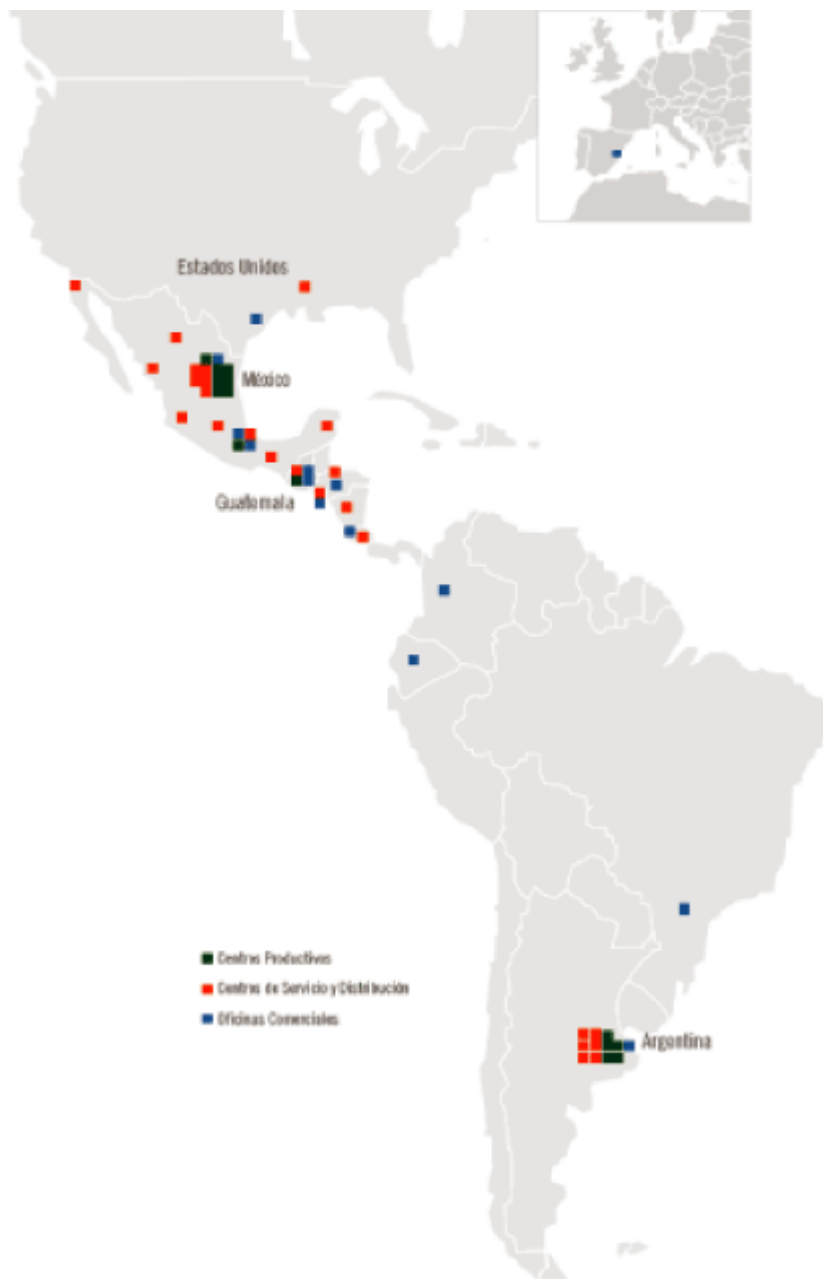 Estados Unidos
México
Guatemala
Centros Productivos
Centros de Servicio y Distribución
Oficinas Comerciales
Argentina